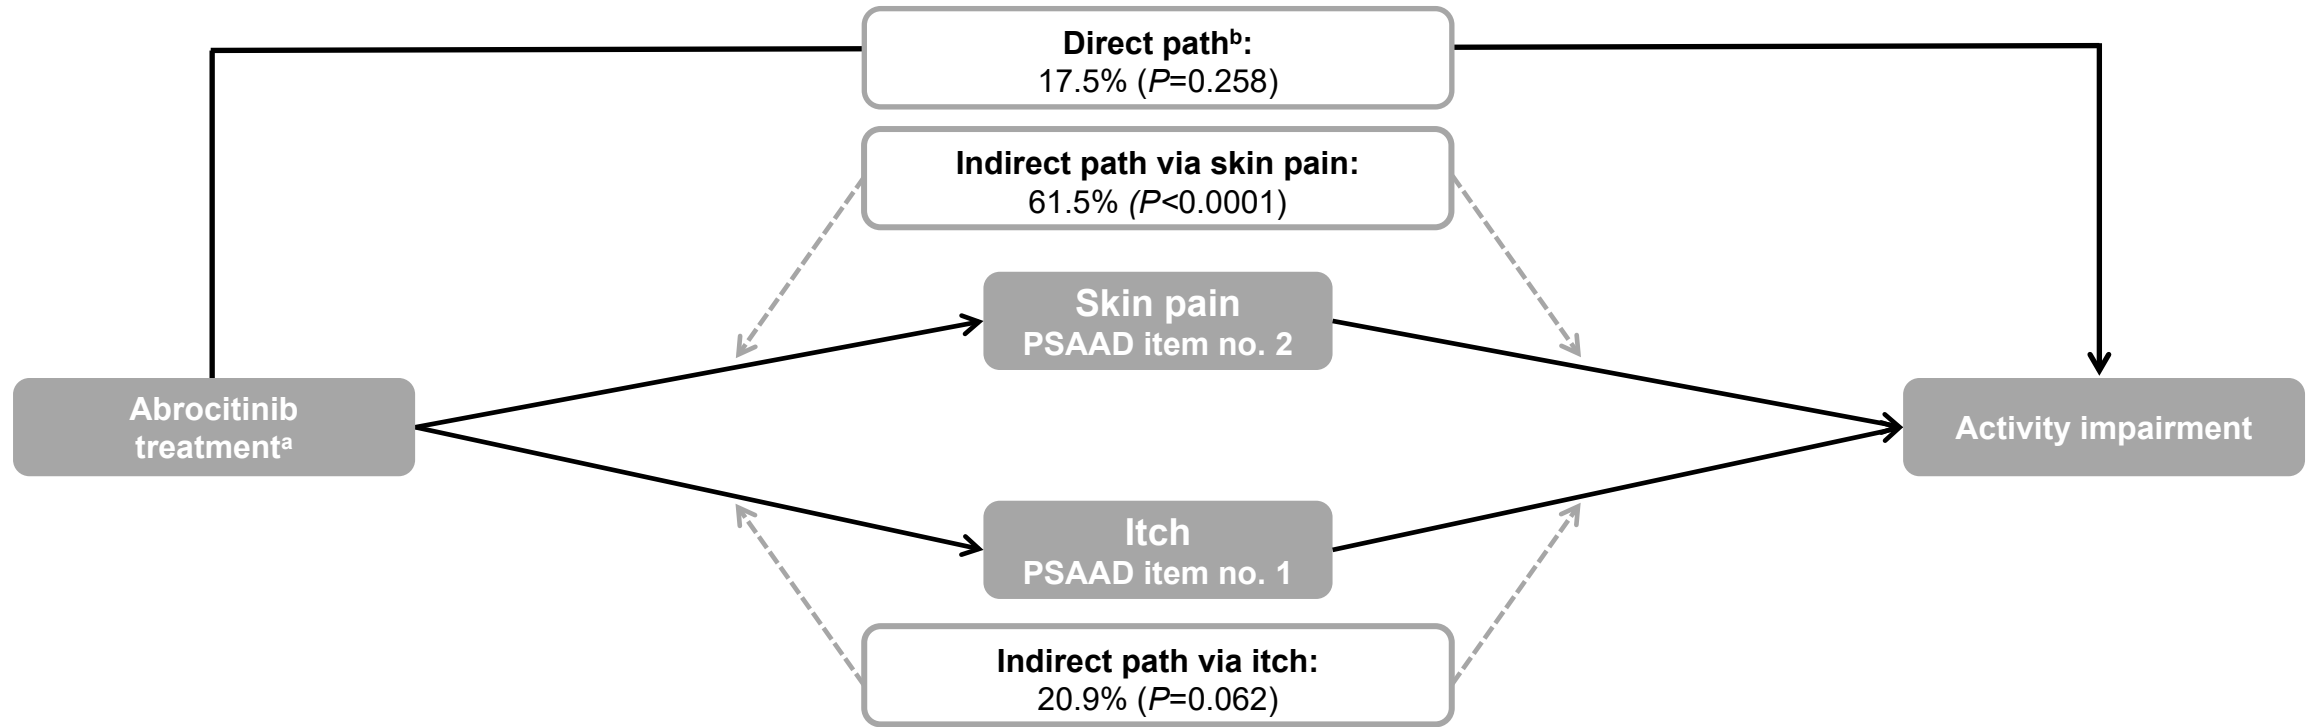 Direct pathᵇ:
17.5% (P=0.258)
Indirect path via skin pain:
61.5% (P<0.0001)
Skin pain
PSAAD item no. 2
Abrocitinib
treatmentᵃ
Activity impairment
Itch
PSAAD item no. 1
Indirect path via itch:
20.9% (P=0.062)